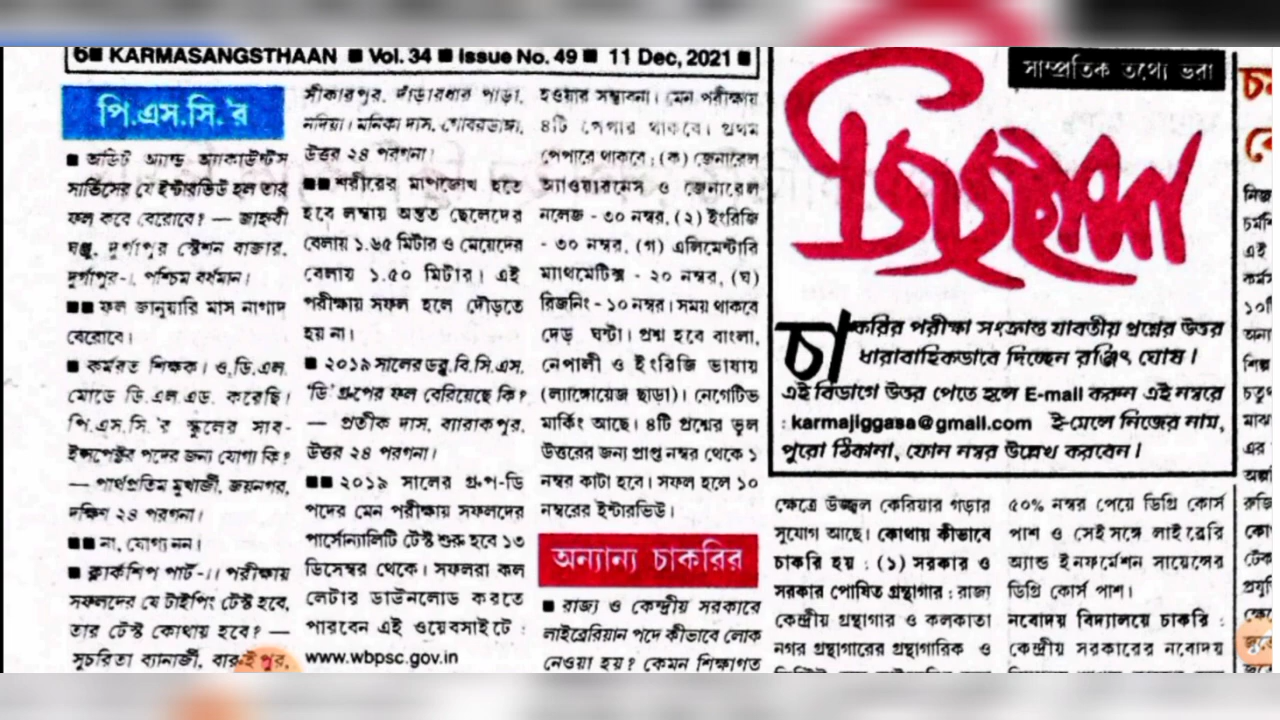 6■ KARMASANGSTHAAN ■ Vol. 34 ■ Issue No. 49 ■ 11 Dec, 2021 ■
পি.এস.সি.'র
■ অডিট অ্যান্ড অ্যাকাউন্টস
সার্ভিসের যে ইন্টারভিউ হল তার
ফল কবে বেরোবে? — জাহ্নবী
দুর্গাপুর স্টেশন বাজার,
দুর্গাপুর-১, পশ্চিম বর্ধমান।
■■ ফল জানুয়ারি মাস নাগাদ
বেরোবে।
■ কর্মরত শিক্ষক। ও.ডি.এল.
মোডে ডি.এল.এড. করেছি।
পি.এস.সি.'র স্কুলের সাব-
ইন্সপেক্টর পদের জন্য যোগ্য কি?
— পার্থপ্রতিম মুখার্জী, জয়নগর,
দক্ষিণ ২৪ পরগনা।
■■ না, যোগ্য নন।
■ ক্লার্কশিপ পার্ট-।। পরীক্ষায়
সফলদের যে টাইপিং টেস্ট হবে,
তার টেস্ট কোথায় হবে? —
সুচরিতা ব্যানার্জী, বারুইপুর,
সীকারপুর, দাঁড়ারধার পাড়া,
নদিয়া। মনিকা দাস, গোবরডাঙ্গা,
উত্তর ২৪ পরগনা।
■■ শরীরের মাপজোখ হতে
হবে লম্বায় অন্তত ছেলেদের
বেলায় ১.৬৫ মিটার ও মেয়েদের
বেলায় ১.৫০ মিটার। এই
পরীক্ষায় সফল হলে দৌড়তে
হয় না।
■ ২০১৯ সালের ডব্লু.বি.সি.এস.
'ডি' গ্রুপের ফল বেরিয়েছে কি?
— প্রতীক দাস, ব্যারাকপুর,
উত্তর ২৪ পরগনা।
■■ ২০১৯ সালের গ্রুপ-ডি
পদের মেন পরীক্ষায় সফলদের
পার্সোন্যালিটি টেস্ট শুরু হবে ১৩
ডিসেম্বর থেকে। সফলরা কল
লেটার ডাউনলোড করতে
পারবেন এই ওয়েবসাইটে :
www.wbpsc.gov.in
হওয়ার সম্ভাবনা। মেন পরীক্ষায়
৪টি পেপার থাকবে। প্রথম
পেপারে থাকবে : (ক) জেনারেল
অ্যাওয়ারনেস ও জেনারেল
নলেজ - ৩০ নম্বর, (২) ইংরিজি
- ৩০ নম্বর, (গ) এলিমেন্টারি
ম্যাথমেটিক্স - ২০ নম্বর, (ঘ)
রিজনিং - ১০ নম্বর। সময় থাকবে
দেড় ঘন্টা। প্রশ্ন হবে বাংলা,
নেপালী ও ইংরিজি ভাষায়
(ল্যাঙ্গোয়েজ ছাড়া)। নেগেটিভ
মার্কিং আছে। ৪টি প্রশ্নের ভুল
উত্তরের জন্য প্রাপ্ত নম্বর থেকে ১
নম্বর কাটা হবে। সফল হলে ১০
নম্বরের ইন্টারভিউ।
অন্যান্য চাকরির
■ রাজ্য ও কেন্দ্রীয় সরকারে
লাইব্রেরিয়ান পদে কীভাবে লোক
নেওয়া হয়? কেমন শিক্ষাগত
সাম্প্রতিক তথ্যে ভরা
জিজ্ঞাসা
চাকরির পরীক্ষা সংক্রান্ত যাবতীয় প্রশ্নের উত্তর
ধারাবাহিকভাবে দিচ্ছেন রঞ্জিৎ ঘোষ।
এই বিভাগে উত্তর পেতে হলে E-mail করুন এই নম্বরে
: karmajiggasa@gmail.com ই-মেলে নিজের নাম,
পুরো ঠিকানা, ফোন নম্বর উল্লেখ করবেন।
ক্ষেত্রে উজ্জ্বল কেরিয়ার গড়ার
সুযোগ আছে। কোথায় কীভাবে
চাকরি হয় : (১) সরকার ও
সরকার পোষিত গ্রন্থাগার : রাজ্য
কেন্দ্রীয় গ্রন্থাগার ও কলকাতা
নগর গ্রন্থাগারের গ্রন্থাগারিক ও
৫০% নম্বর পেয়ে ডিগ্রি কোর্স
পাশ ও সেই সঙ্গে লাইব্রেরি
অ্যান্ড ইনফর্মেশন সায়েন্সের
ডিগ্রি কোর্স পাশ।
নবোদয় বিদ্যালয়ে চাকরি :
কেন্দ্রীয় সরকারের নবোদয়